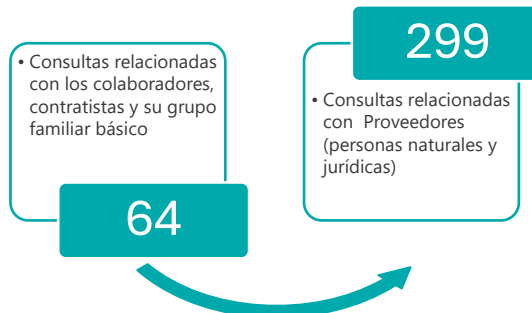 • Consultas relacionadas
con los colaboradores,
contratistas y su grupo
familiar básico
64
299
• Consultas relacionadas
con Proveedores
(personas naturales y
jurídicas)